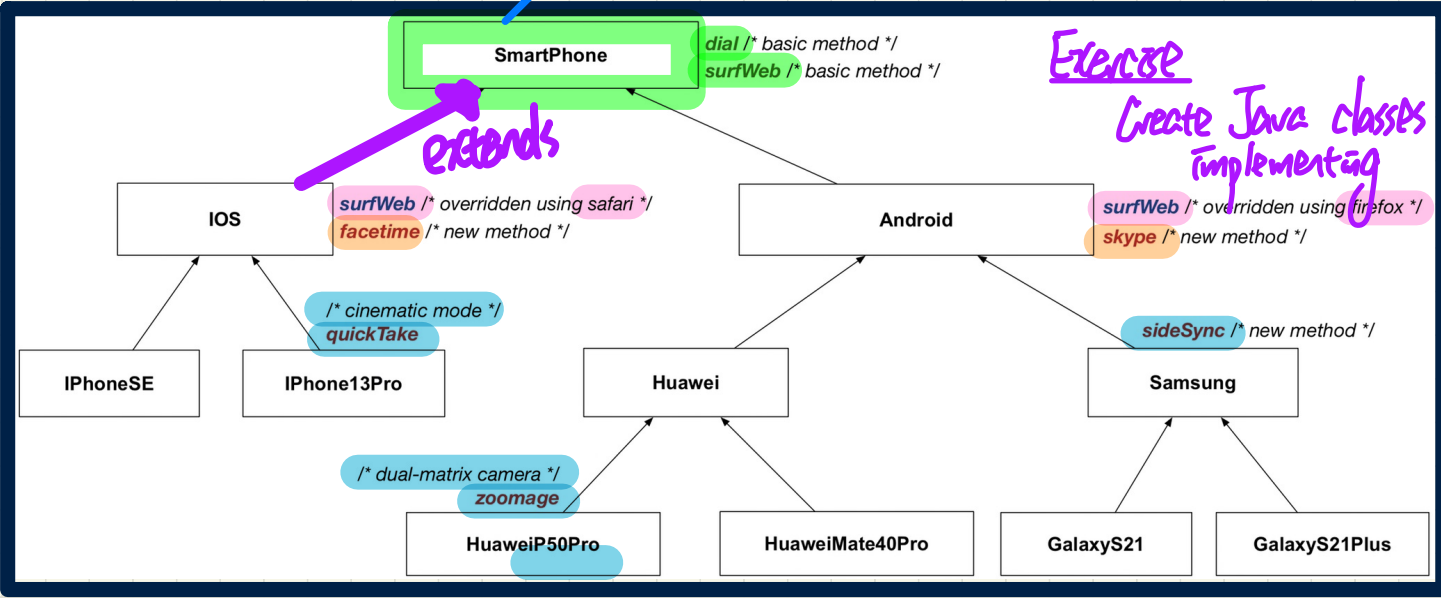 SmartPhone
dial /* basic method */
surfWeb /* basic method */
Exercise
Create Java classes
implementing
extends
IOS
surfWeb /* overridden using safari */
facetime /* new method */
Android
surfWeb /* overridden using firefox */
skype /* new method */
/* cinematic mode */
quickTake
sideSync /* new method */
IPhoneSE
IPhone13Pro
Huawei
Samsung
/* dual-matrix camera */
zoomage
HuaweiP50Pro
HuaweiMate40Pro
GalaxyS21
GalaxyS21Plus